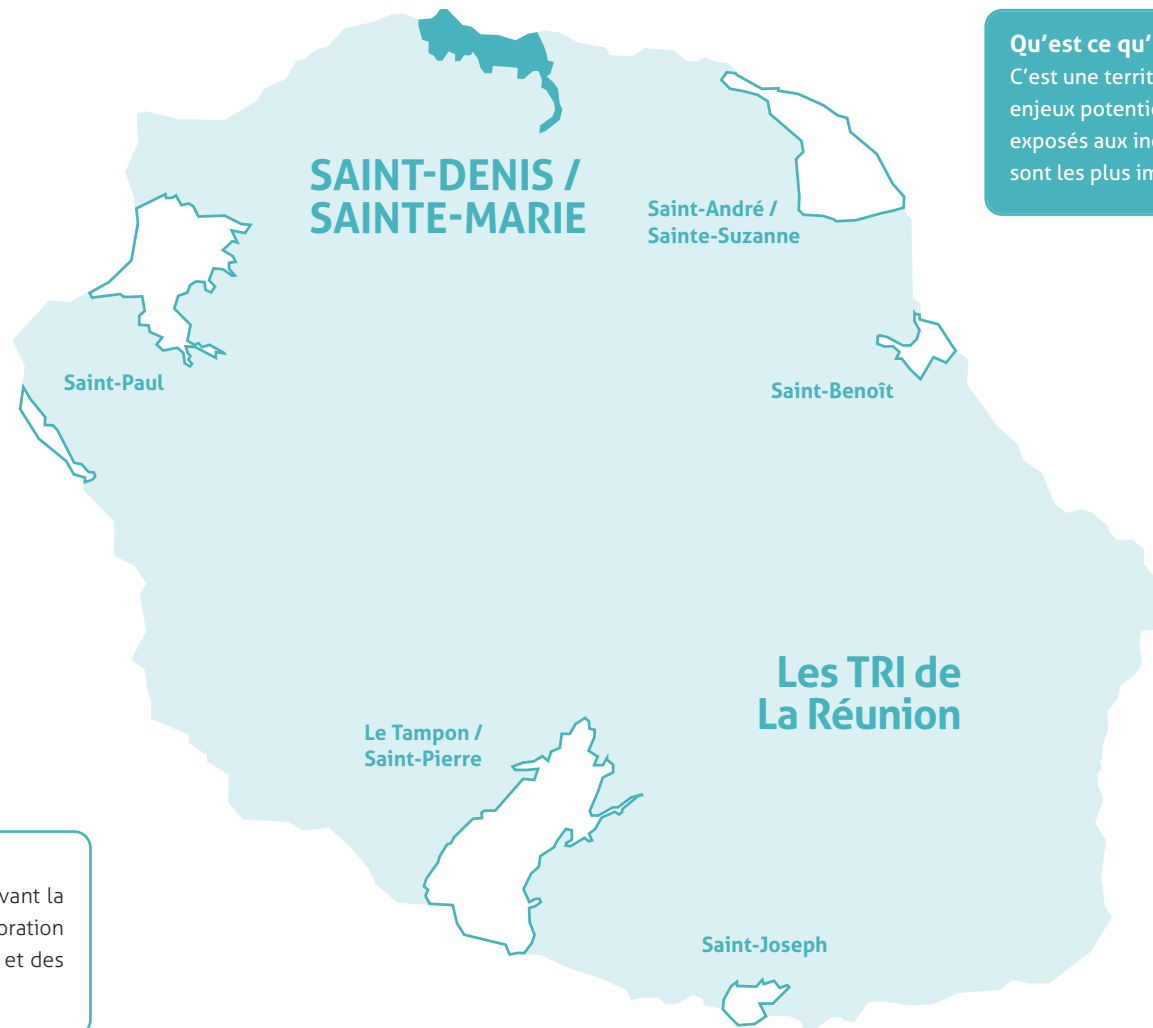 Qu'est ce qu'
C'est une territ
enjeux potentie
exposés aux in
sont les plus im
SAINT-DENIS /
SAINTE-MARIE
Saint-André /
Sainte-Suzanne
Saint-Paul
Saint-Benoît
Les TRI de
La Réunion
Le Tampon /
Saint-Pierre
Saint-Joseph
vant la
oration
et des